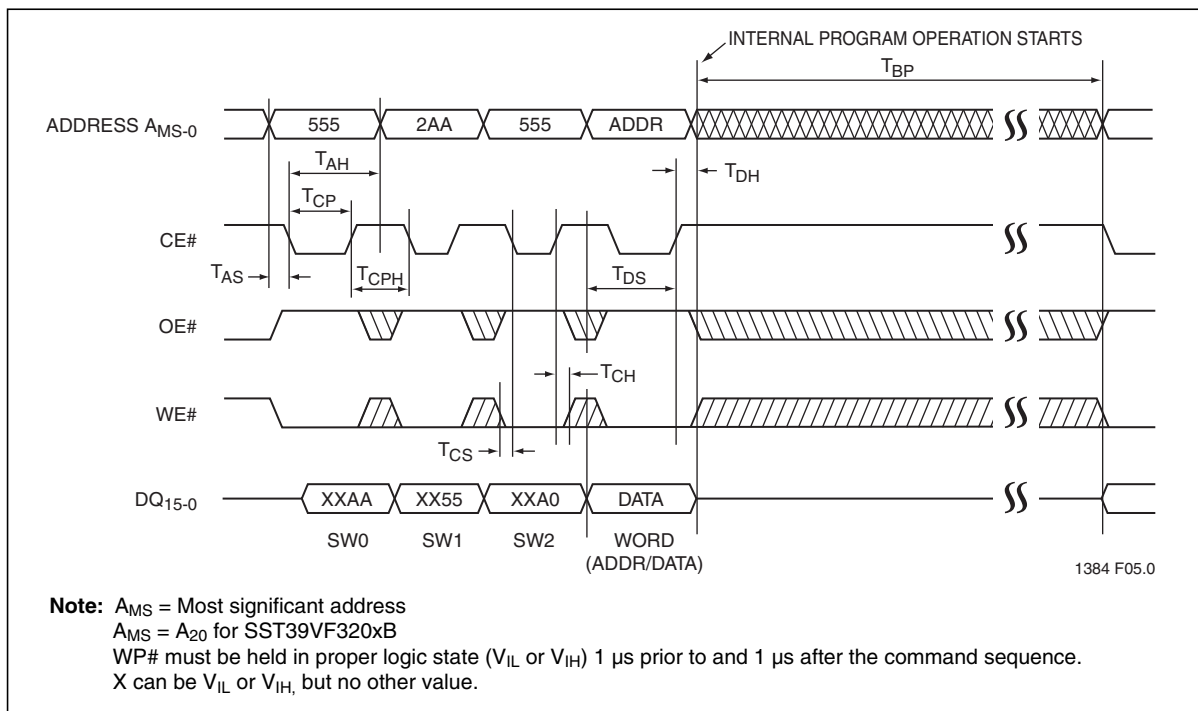 INTERNAL PROGRAM OPERATION STARTS
TBP
ADDRESS AMS-0
555
2AA
555
ADDR
TAH
TDH
TCP
CE#
TAS
TCPH
TDS
OE#
TCH
WE#
TCS
DQ15-0
XXAA
XX55
XXA0
DATA
SW0
SW1
SW2
WORD
(ADDR/DATA)
1384 F05.0
Note: AMS = Most significant address
AMS = A20 for SST39VF320xB
WP# must be held in proper logic state (VIL or VIH) 1 µs prior to and 1 µs after the command sequence.
X can be VIL or VIH, but no other value.